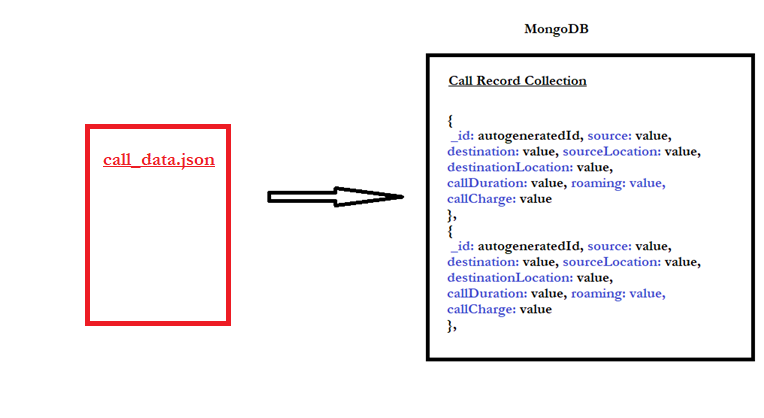 MongoDB
call_data.json
Call Record Collection
{
_id: autogeneratedId, source: value,
destination: value, sourceLocation: value,
destinationLocation: value,
callDuration: value, roaming: value,
callCharge: value
},
{
_id: autogeneratedId, source: value,
destination: value, sourceLocation: value,
destinationLocation: value,
callDuration: value, roaming: value,
callCharge: value
},